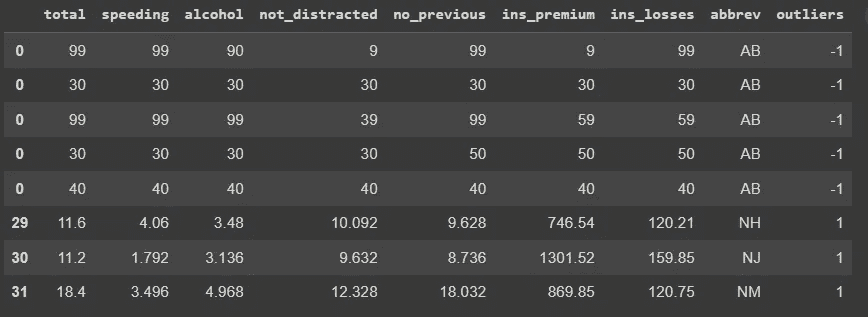 total speeding alcohol not_distracted no_previous ins_premium ins_losses abbrev outliers
0 99 99 90 9 99 9 99 AB -1
0 30 30 30 30 30 30 30 AB -1
0 99 99 99 39 99 59 59 AB -1
0 30 30 30 30 50 50 50 AB -1
0 40 40 40 40 40 40 40 AB -1
29 11.6 4.06 3.48 10.092 9.628 746.54 120.21 NH 1
30 11.2 1.792 3.136 9.632 8.736 1301.52 159.85 NJ 1
31 18.4 3.496 4.968 12.328 18.032 869.85 120.75 NM 1